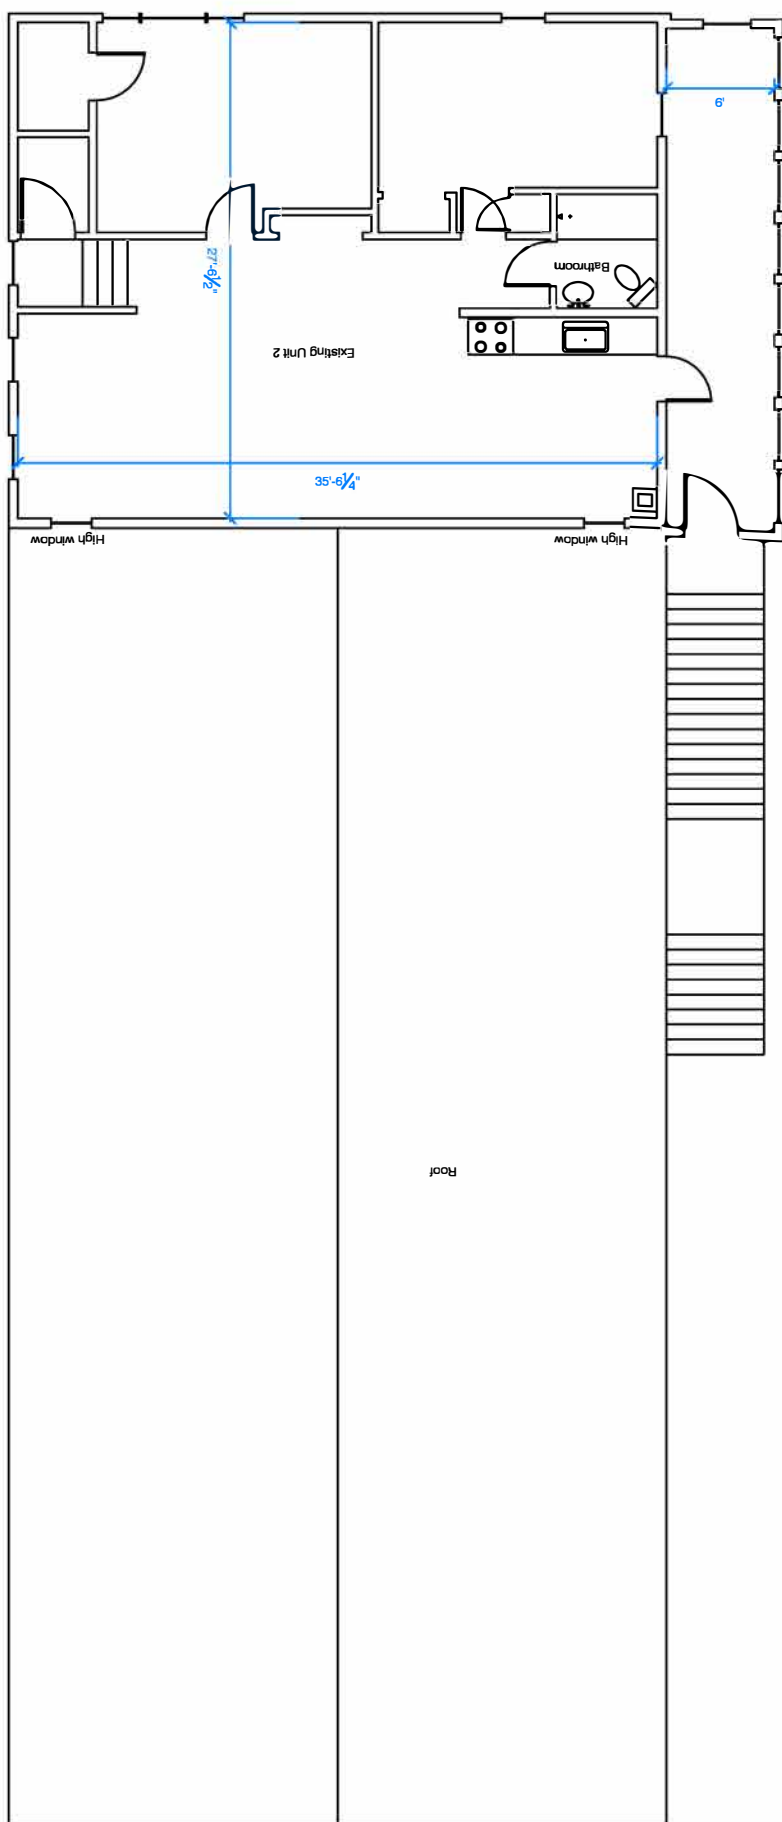 6'
27'-6½"
Bathroom
Existing Unit 2
35'-6¼"
High window
High window
Roof